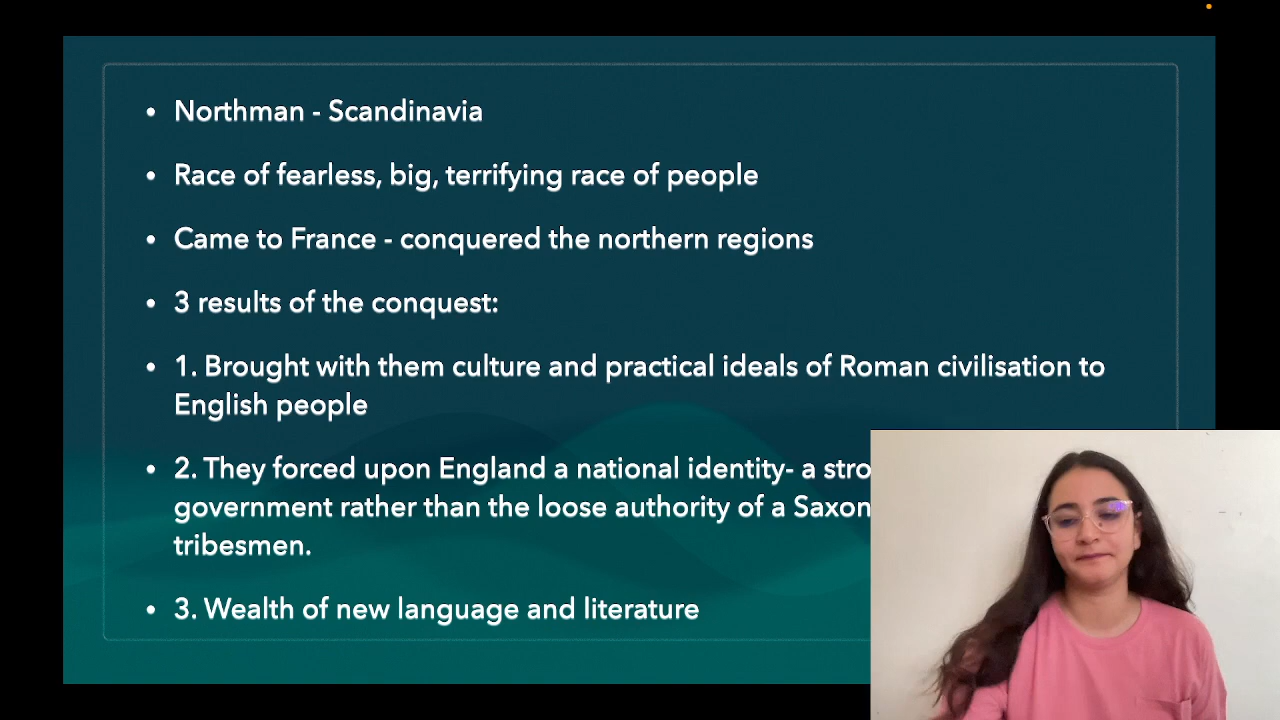 • Northman - Scandinavia
• Race of fearless, big, terrifying race of people
• Came to France - conquered the northern regions
• 3 results of the conquest:
• 1. Brought with them culture and practical ideals of Roman civilisation to
English people
• 2. They forced upon England a national identity- a
government rather than the loose authority of a Saxon
tribesmen.
• 3. Wealth of new language and literature